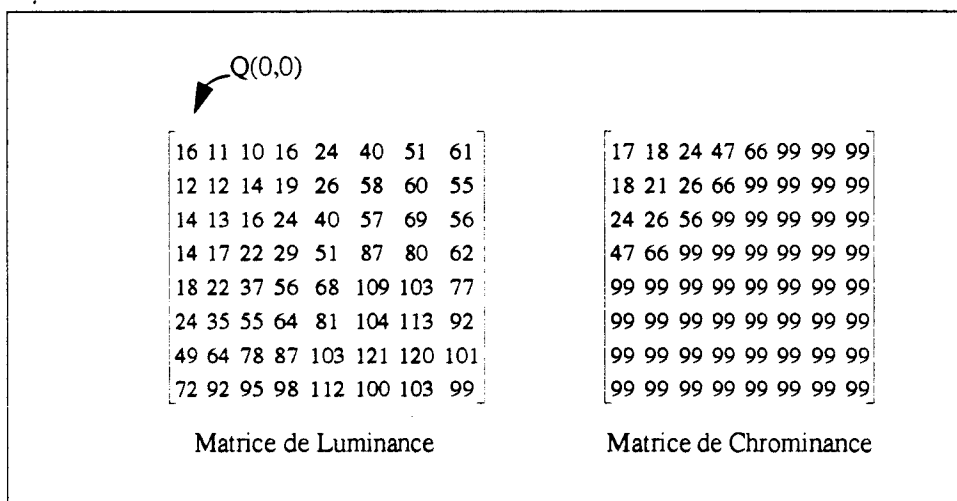 Q(0,0)
16 11 10 16 24 40 51 61
12 12 14 19 26 58 60 55
14 13 16 24 40 57 69 56
14 17 22 29 51 87 80 62
18 22 37 56 68 109 103 77
24 35 55 64 81 104 113 92
49 64 78 87 103 121 120 101
72 92 95 98 112 100 103 99
Matrice de Luminance
17 18 24 47 66 99 99 99
18 21 26 66 99 99 99 99
24 26 56 99 99 99 99 99
47 66 99 99 99 99 99 99
99 99 99 99 99 99 99 99
99 99 99 99 99 99 99 99
99 99 99 99 99 99 99 99
99 99 99 99 99 99 99 99
Matrice de Chrominance